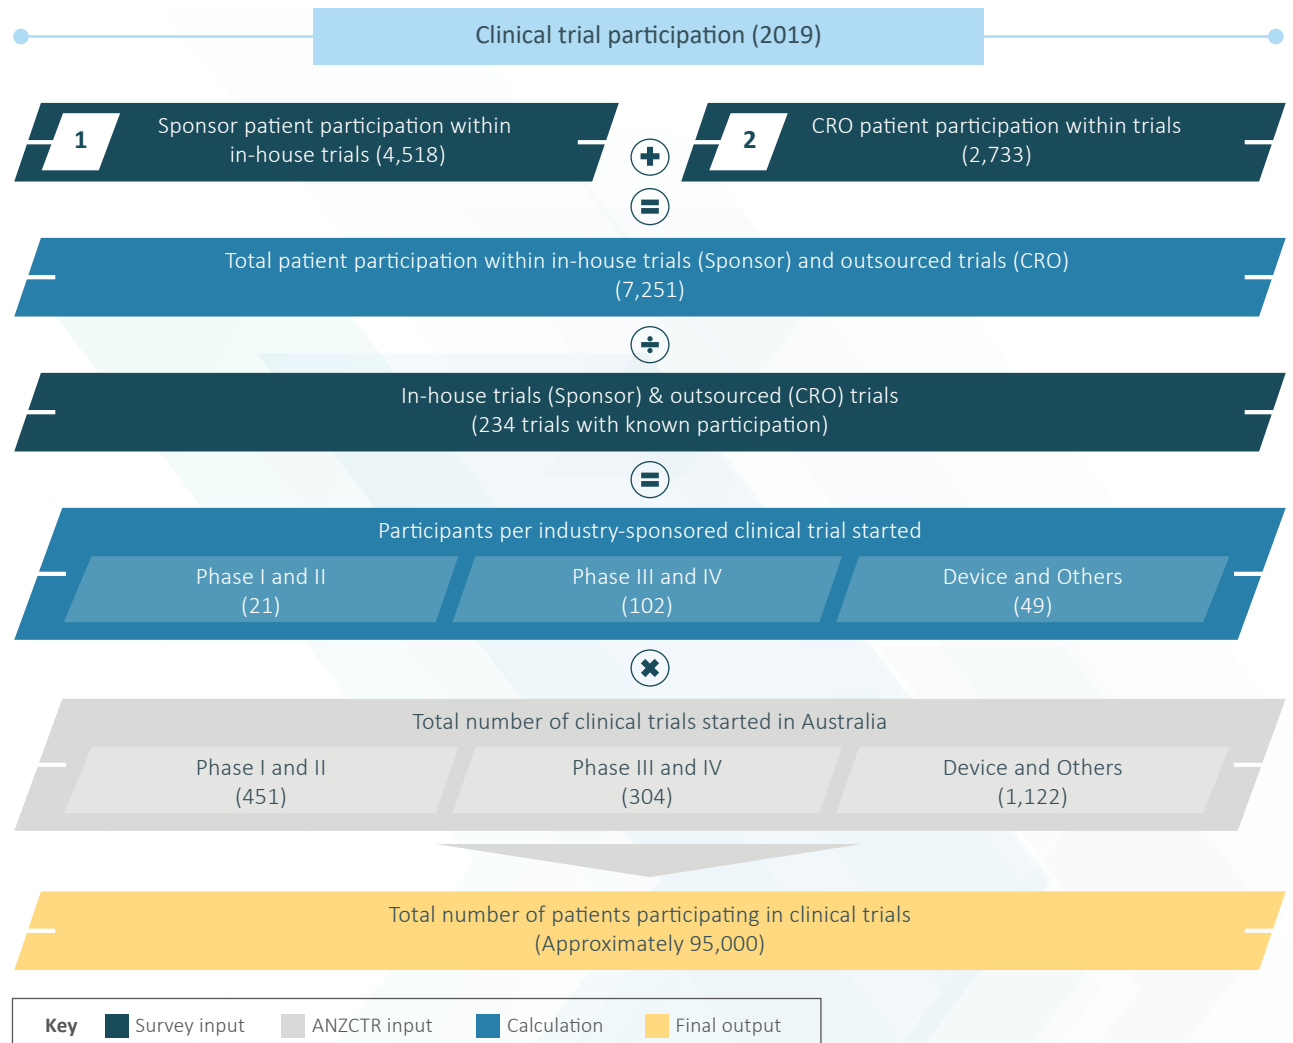 Clinical trial participation (2019)
1
Sponsor patient participation within
in-house trials (4,518)
+
2
CRO patient participation within trials
(2,733)
=
Total patient participation within in-house trials (Sponsor) and outsourced trials (CRO)
(7,251)
÷
In-house trials (Sponsor) & outsourced (CRO) trials
(234 trials with known participation)
=
Participants per industry-sponsored clinical trial started
Phase I and II
(21)
Phase III and IV
(102)
Device and Others
(49)
×
Total number of clinical trials started in Australia
Phase I and II
(451)
Phase III and IV
(304)
Device and Others
(1,122)
Total number of patients participating in clinical trials
(Approximately 95,000)
Key Survey input ANZCTR input Calculation Final output